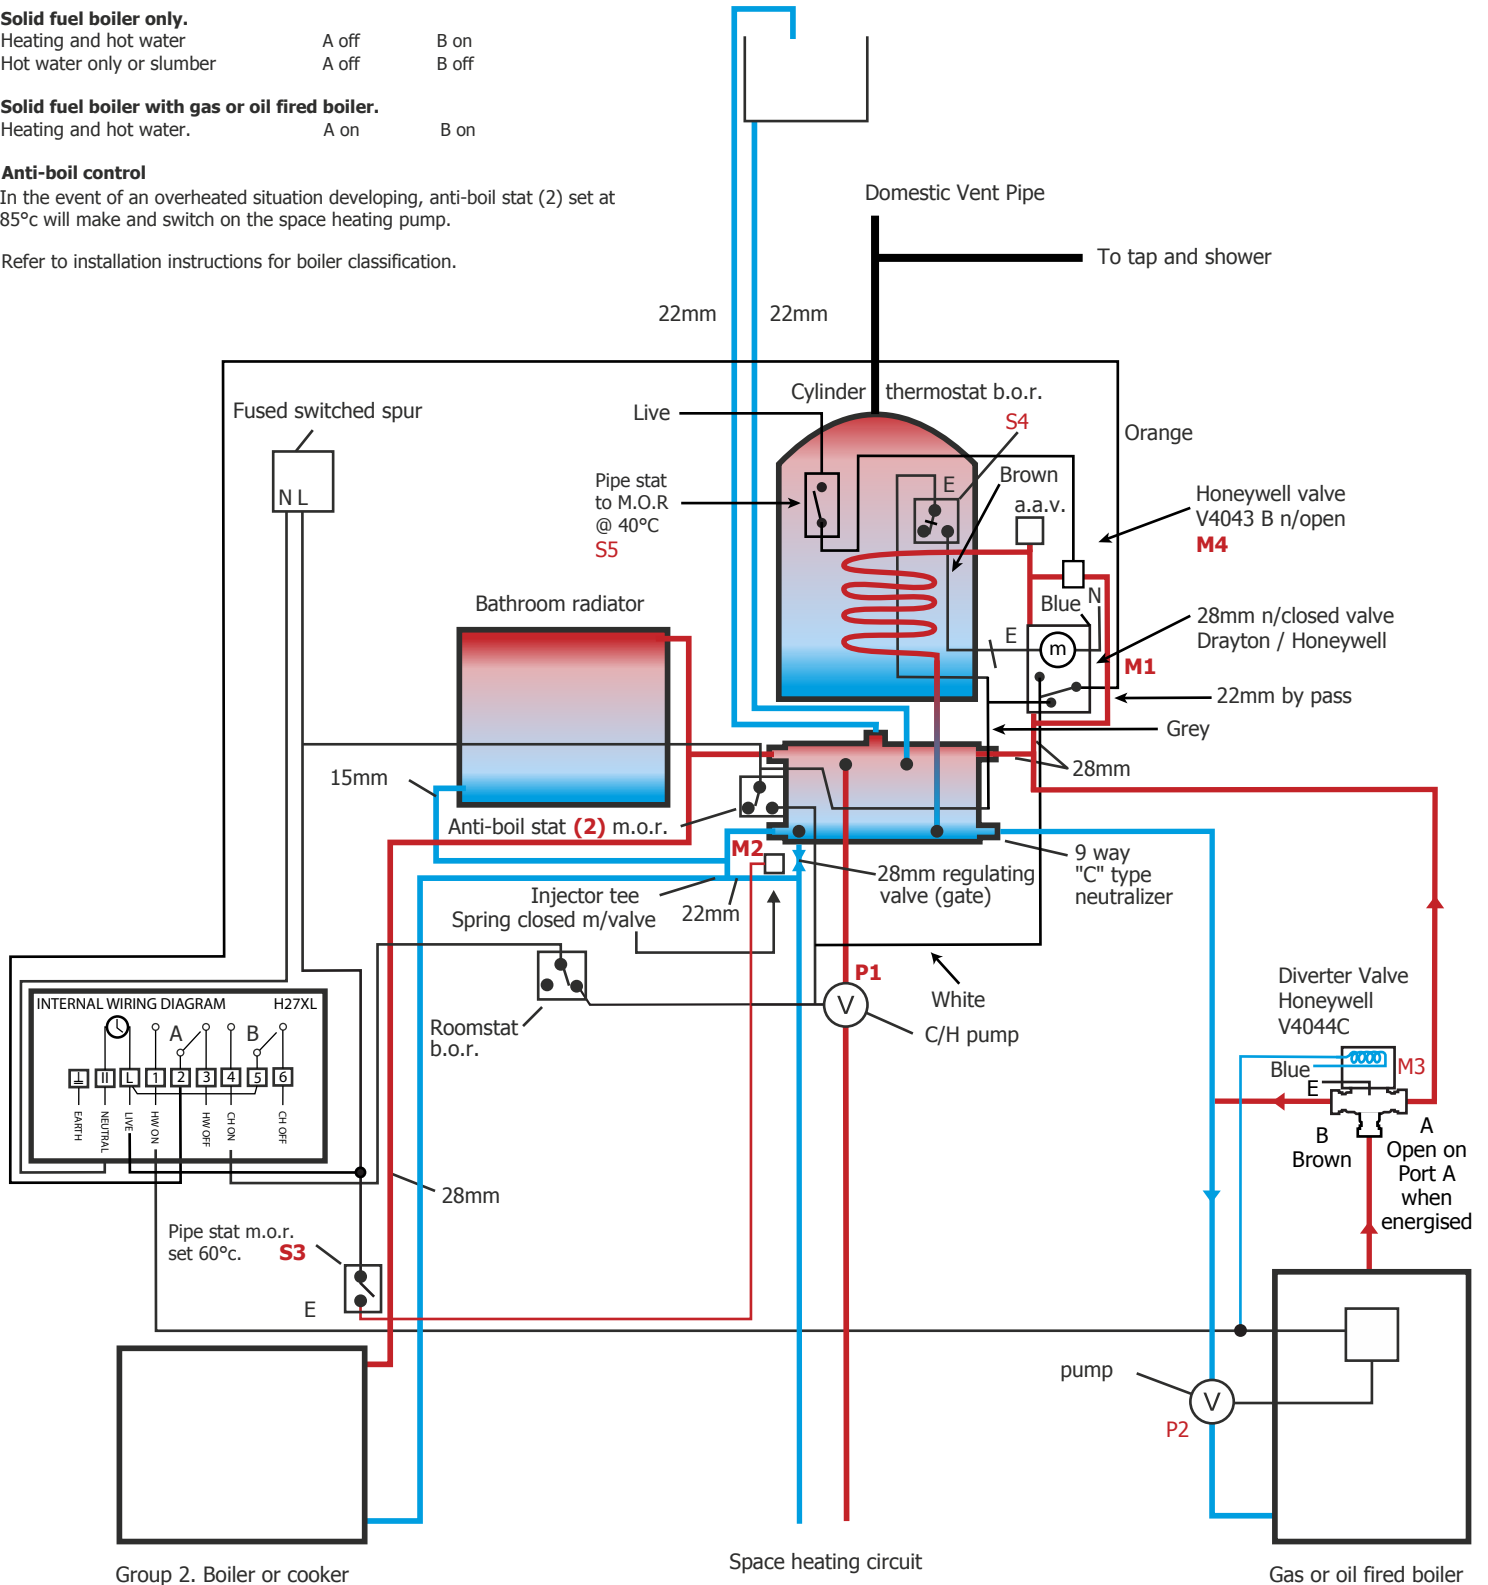 Solid fuel boiler only.
Heating and hot water A off B on
Hot water only or slumber A off B off
Solid fuel boiler with gas or oil fired boiler.
Heating and hot water. A on B on
Anti-boil control
In the event of an overheated situation developing, anti-boil stat (2) set at
85°c will make and switch on the space heating pump.
Refer to installation instructions for boiler classification.
Domestic Vent Pipe
To tap and shower
22mm
22mm
Fused switched spur
N L
Live
Cylinder thermostat b.o.r.
S4
Orange
Pipe stat
to M.O.R
@ 40°C
S5
E
Brown
a.a.v.
Honeywell valve
V4043 B n/open
M4
Bathroom radiator
Blue
N
E
m
28mm n/closed valve
Drayton / Honeywell
M1
22mm by pass
Grey
28mm
15mm
Anti-boil stat (2) m.o.r.
M2
9 way
"C" type
neutralizer
28mm regulating
valve (gate)
Injector tee
Spring closed m/valve
22mm
P1
V
White
C/H pump
Roomstat
b.o.r.
INTERNAL WIRING DIAGRAM H27XL
A B
II L 1 2 3 4 5 6
EARTH
NEUTRAL
LIVE
HW ON
HW OFF
CH ON
CH OFF
Diverter Valve
Honeywell
V4044C
M3
Blue
E
B
Brown
A
Open on
Port A
when
energised
28mm
Pipe stat m.o.r.
set 60°c. S3
E
pump
V
P2
Group 2. Boiler or cooker
Space heating circuit
Gas or oil fired boiler